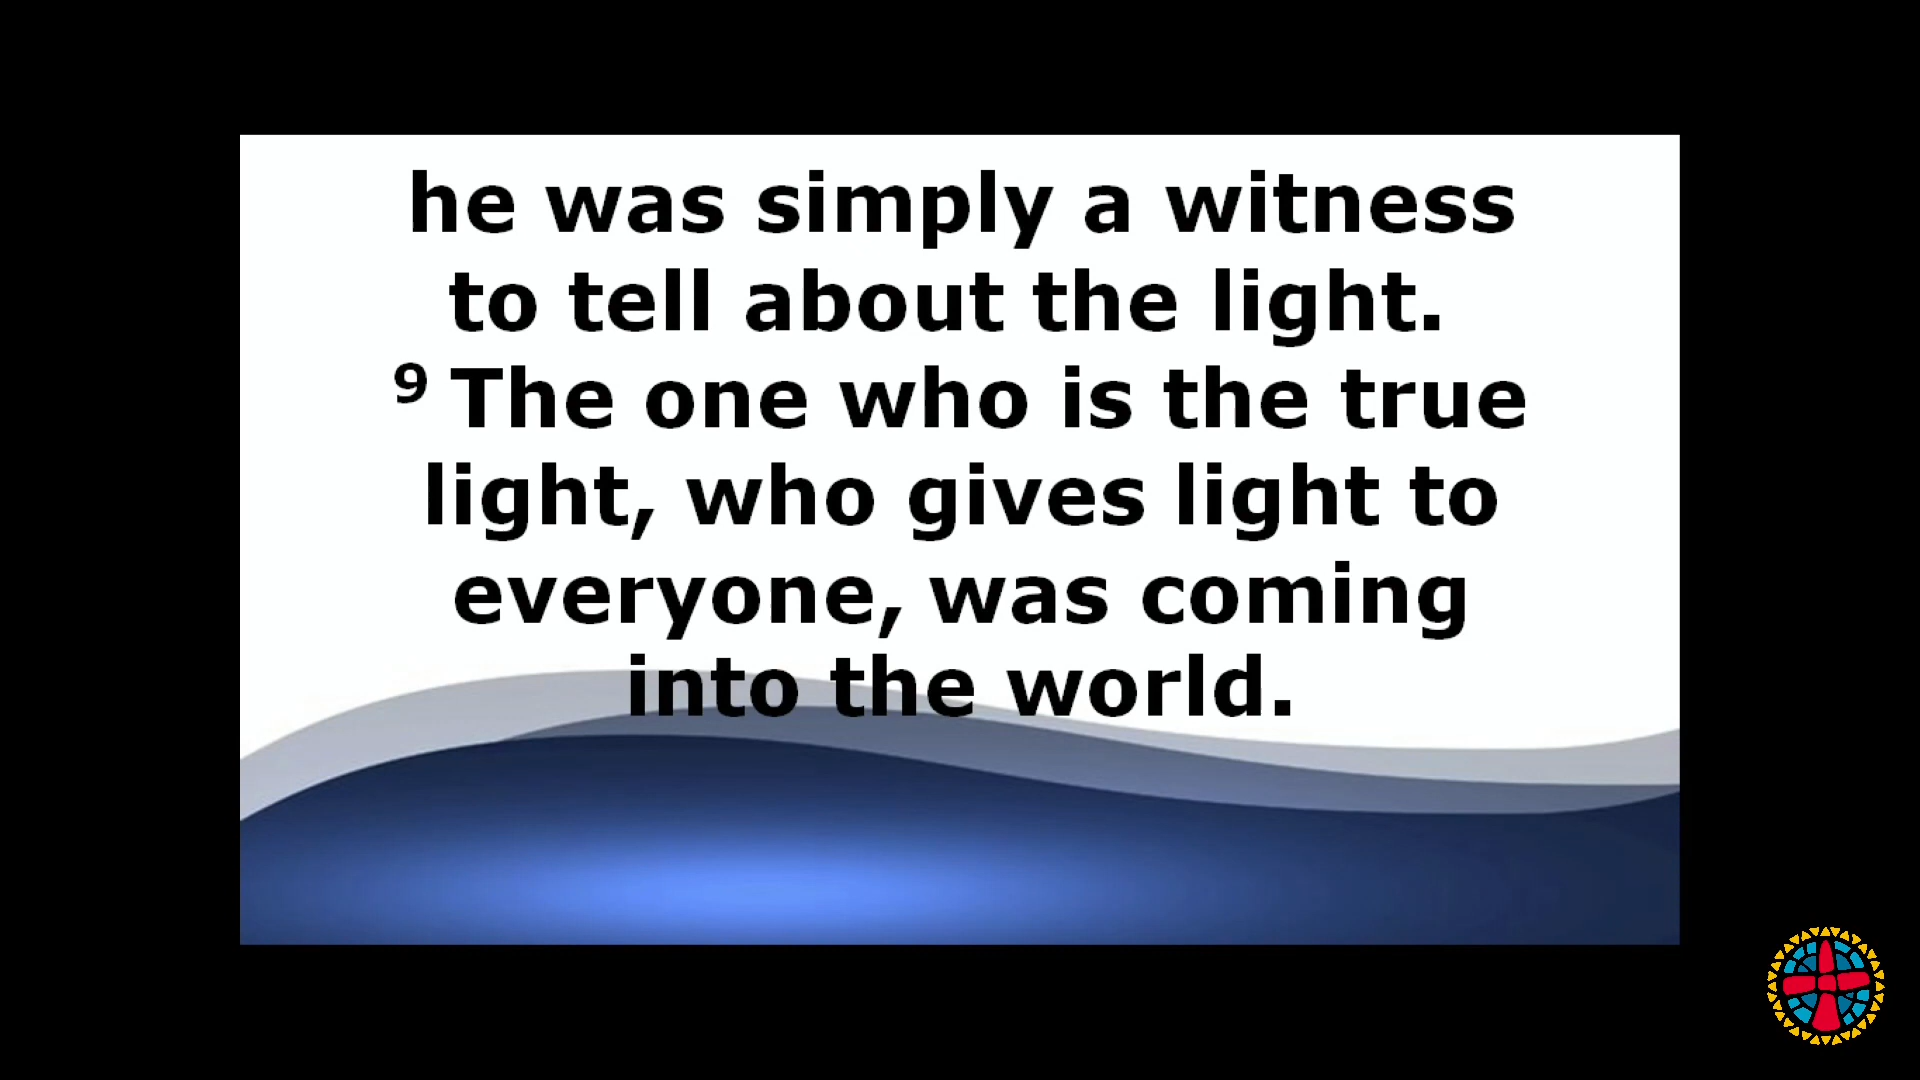 he was simply a witness
to tell about the light.
⁹ The one who is the true
light, who gives light to
everyone, was coming
into the world.